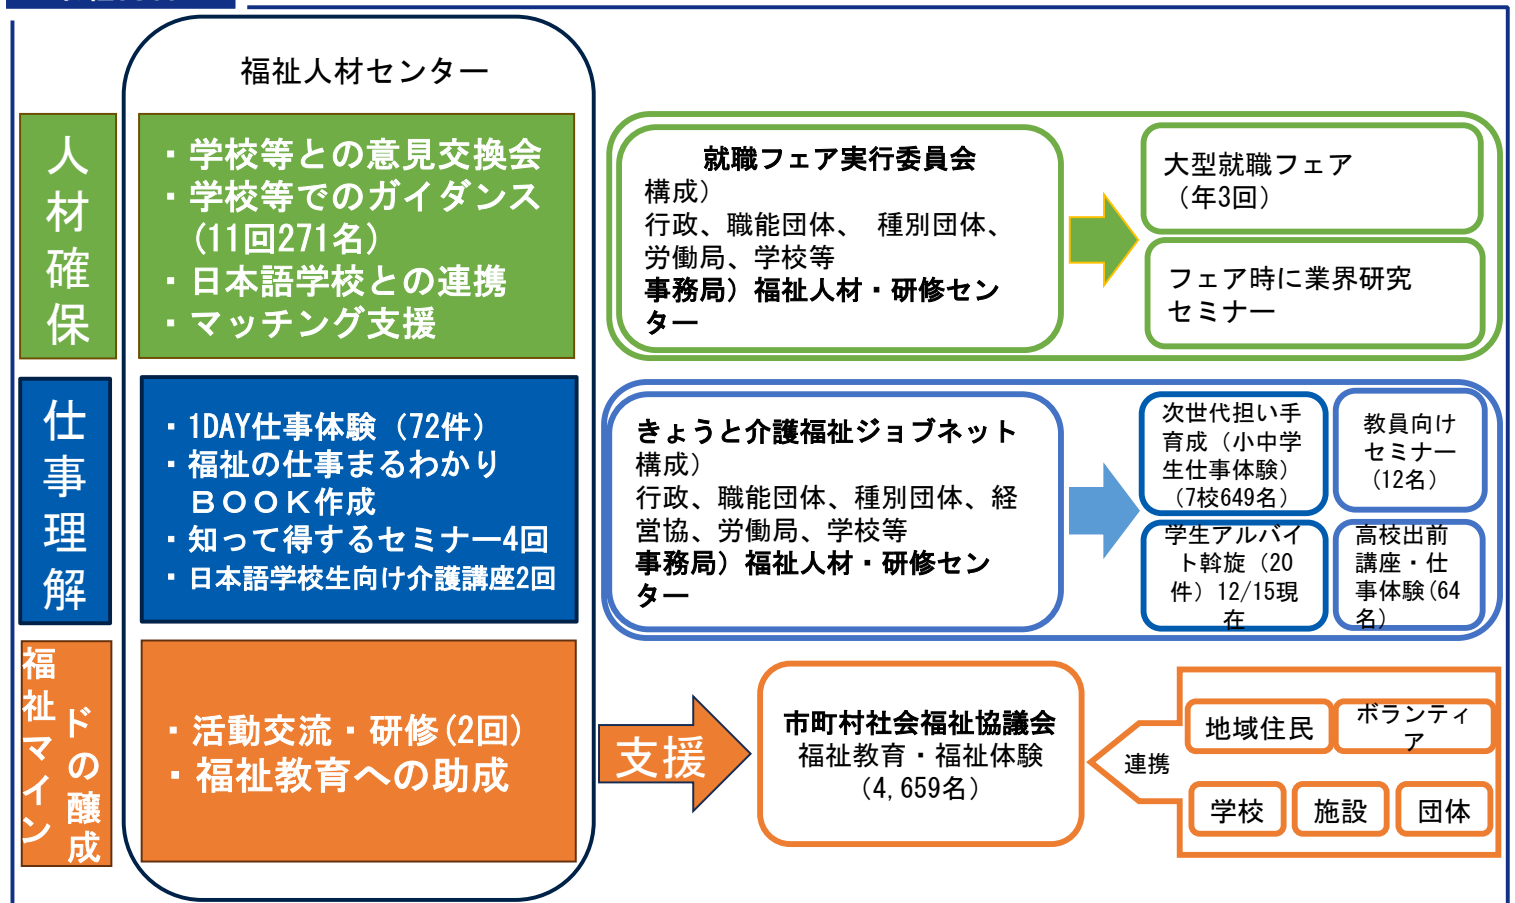 福祉人材センター
人材確保
・学校等との意見交換会
・学校等でのガイダンス
(11回271名)
・日本語学校との連携
・マッチング支援
就職フェア実行委員会
構成）
行政、職能団体、 種別団体、
労働局、学校等
事務局）福祉人材・研修セン
ター
大型就職フェア
（年3回）
フェア時に業界研究
セミナー
仕事理解
・1DAY仕事体験（72件）
・福祉の仕事まるわかり
ＢＯＯＫ作成
・知って得するセミナー4回
・日本語学校生向け介護講座2回
きょうと介護福祉ジョブネット
構成）
行政、職能団体、種別団体、経
営協、労働局、学校等
事務局）福祉人材・研修セン
ター
次世代担い手
育成（小中学
生仕事体験）
（7校649名）
教員向け
セミナー
（12名）
学生アルバイ
ト斡旋（20
件）12/15現
在
高校出前
講座・仕
事体験(64
名)
福祉マイン
ドの醸成
・活動交流・研修(2回)
・福祉教育への助成
支援
市町村社会福祉協議会
福祉教育・福祉体験
（4,659名）
連携
地域住民
ボランティ
ア
学校
施設
団体